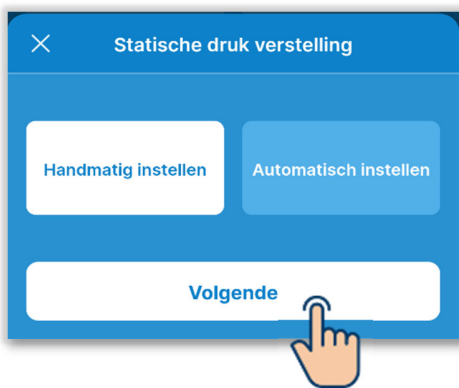 Statische druk verstelling
Handmatig instellen
Automatisch instellen
Volgende